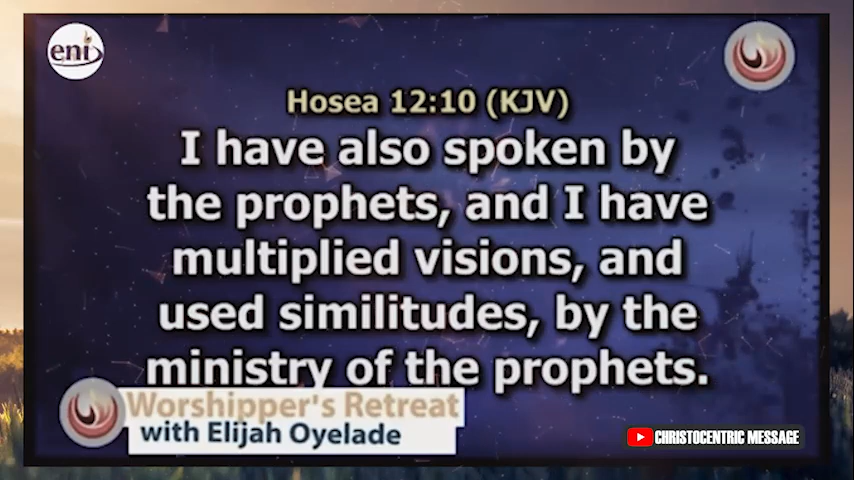 eni
Hosea 12:10 (KJV)
I have also spoken by
the prophets, and I have
multiplied visions, and
used similitudes, by the
ministry of the prophets.
Worshipper's Retreat
with Elijah Oyelade
CHRISTOCENTRIC MESSAGE